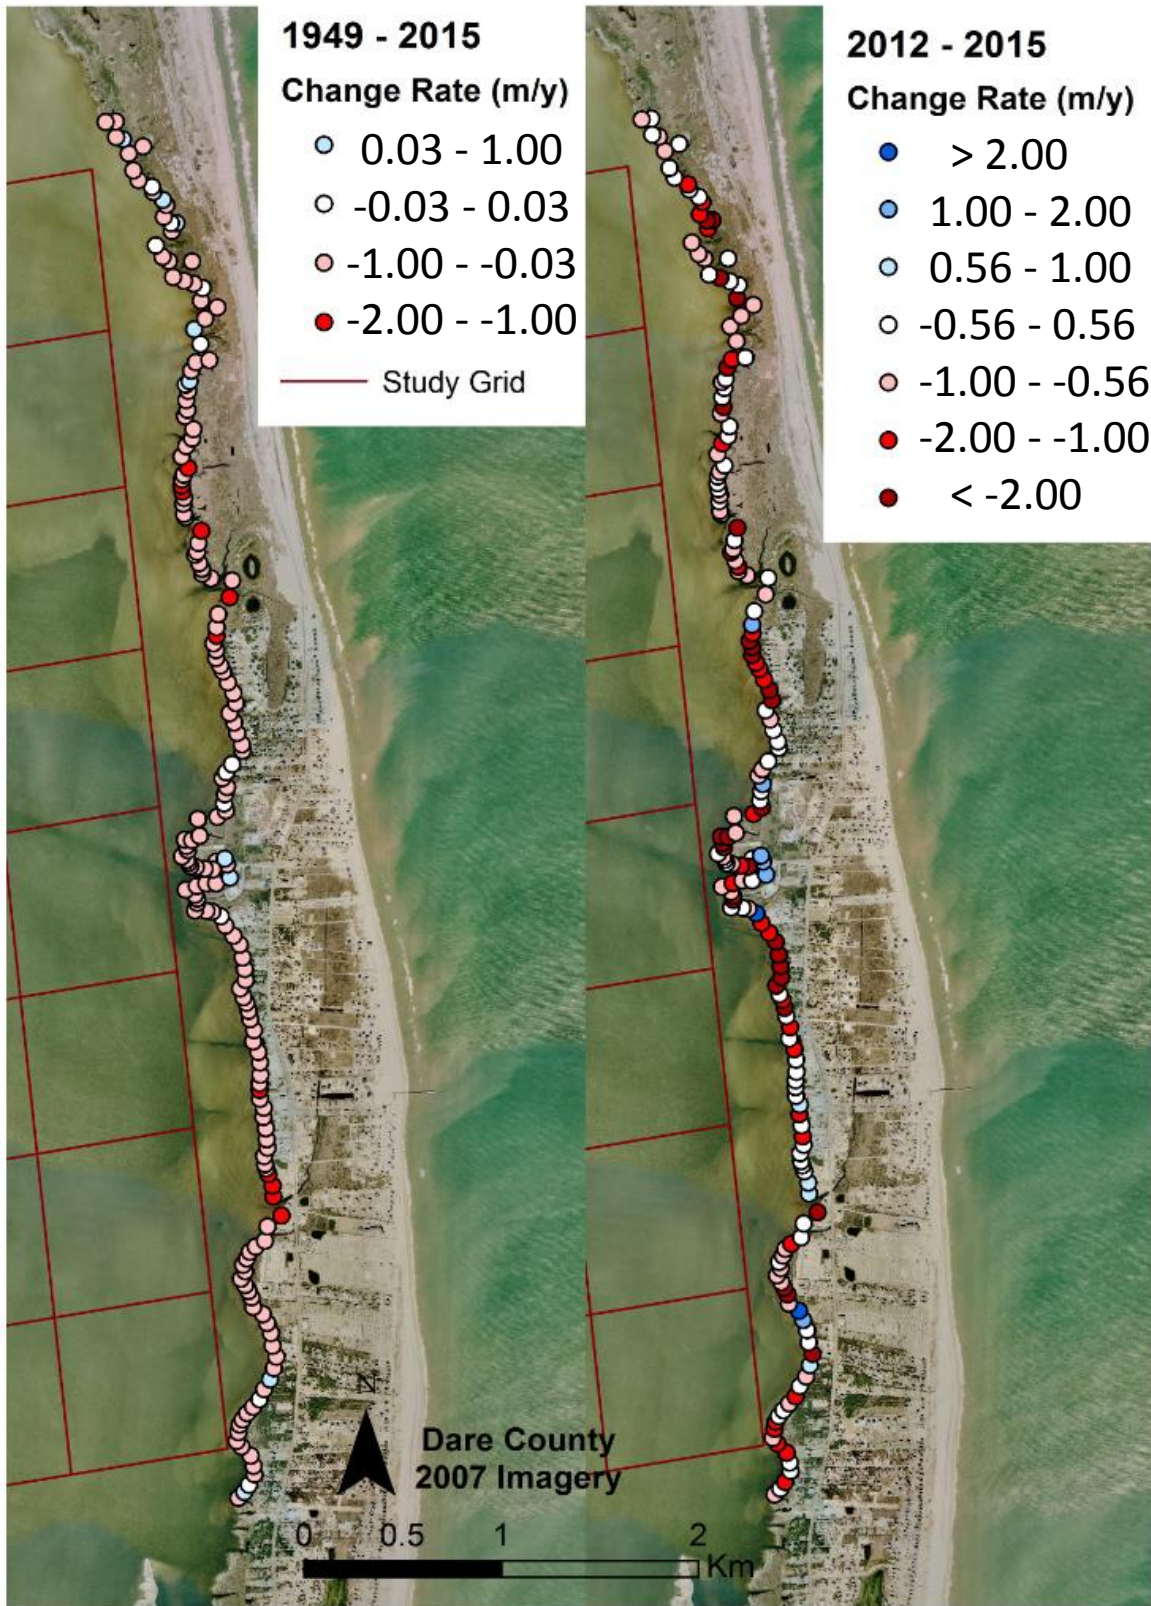 1949 - 2015
Change Rate (m/y)
0.03 - 1.00
-0.03 - 0.03
-1.00 - -0.03
-2.00 - -1.00
Study Grid
2012 - 2015
Change Rate (m/y)
> 2.00
1.00 - 2.00
0.56 - 1.00
-0.56 - 0.56
-1.00 - -0.56
-2.00 - -1.00
< -2.00
N
Dare County
2007 Imagery
0 0.5 1 2
Km